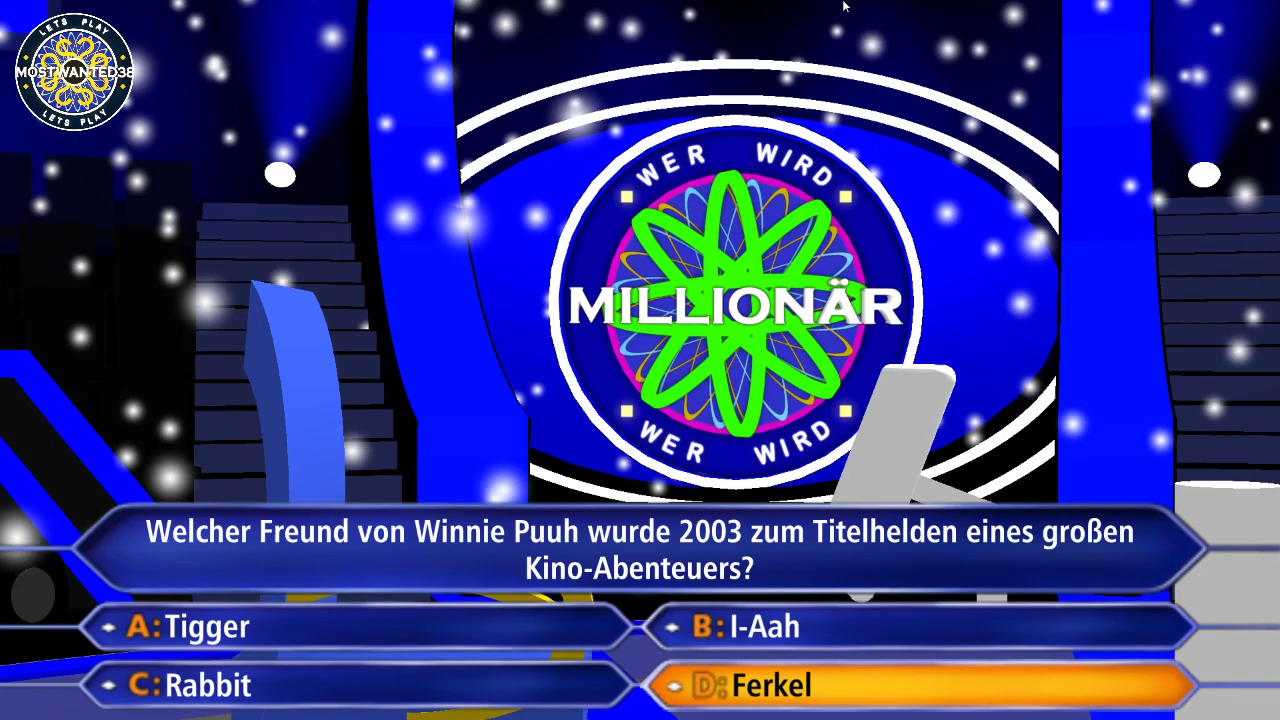 LETS PLAY
MOSTWANTED38
LETS PLAY
WER WIRD
MILLIONÄR
WER WIRD
Welcher Freund von Winnie Puuh wurde 2003 zum Titelhelden eines großen
Kino-Abenteuers?
A: Tigger
B: I-Aah
C: Rabbit
D: Ferkel